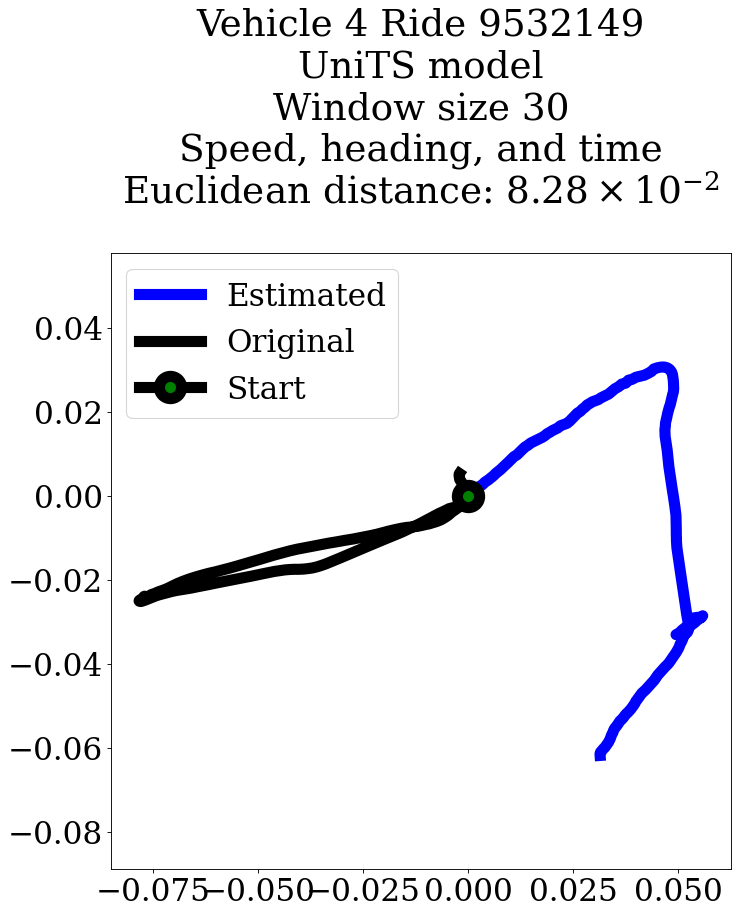 Vehicle 4 Ride 9532149
UniTS model
Window size 30
Speed, heading, and time
Euclidean distance: 8.28 × 10⁻²
Estimated
Original
Start
0.04
0.02
0.00
−0.02
−0.04
−0.06
−0.08
−0.075 −0.050 −0.025 0.000 0.025 0.050